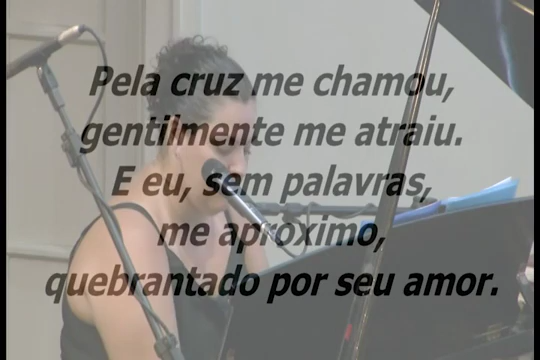 Pela cruz me chamou,
gentilmente me atraiu.
E eu, sem palavras,
me aproximo,
quebrantado por seu amor.